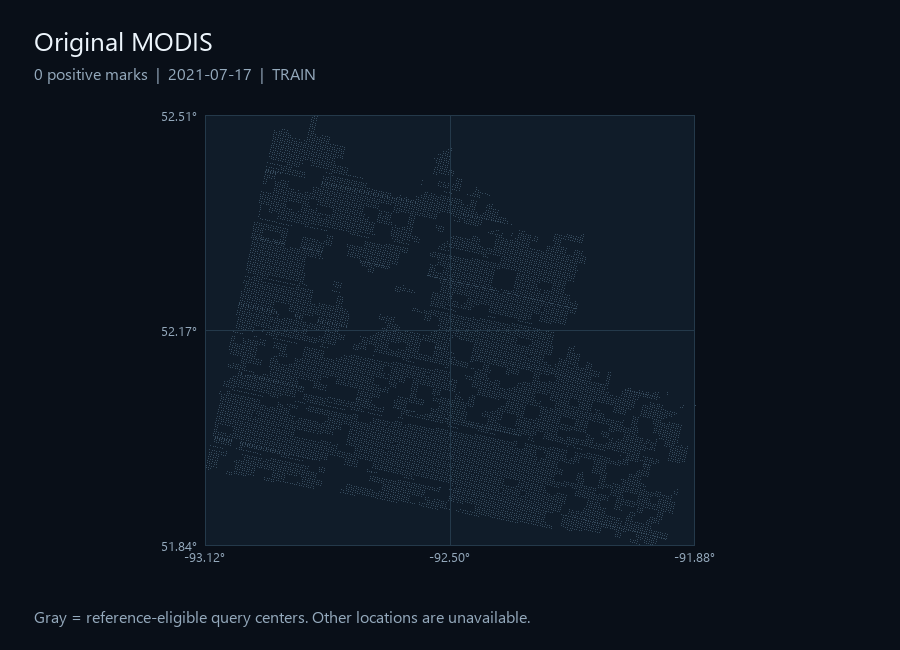 Original MODIS
0 positive marks | 2021-07-17 | TRAIN
52.51°
52.17°
51.84°
-93.12°
-92.50°
-91.88°
Gray = reference-eligible query centers. Other locations are unavailable.